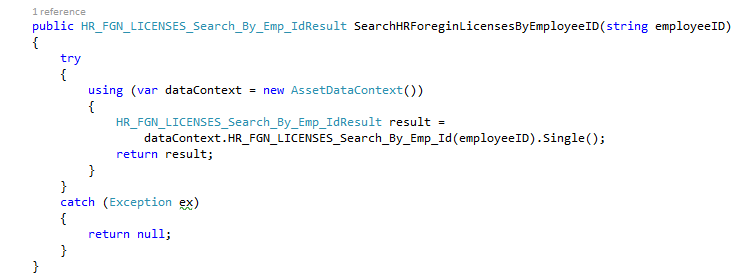 1 reference
public HR_FGN_LICENSES_Search_By_Emp_IdResult SearchHRForeginLicensesByEmployeeID(string employeeID)
{
try
{
using (var dataContext = new AssetDataContext())
{
HR_FGN_LICENSES_Search_By_Emp_IdResult result =
dataContext.HR_FGN_LICENSES_Search_By_Emp_Id(employeeID).Single();
return result;
}
}
catch (Exception ex)
{
return null;
}
}